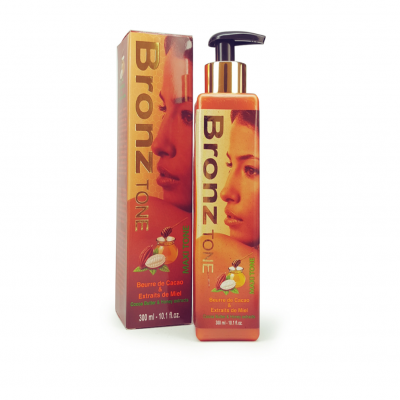 Bronz
TONE
Beurre de Cacao
&
Extraits de Miel
300 ml - 10.1 fl.oz.
Bronz
TONE
Beurre de Cacao
&
Extraits de Miel
300 ml - 10.1 fl.oz.